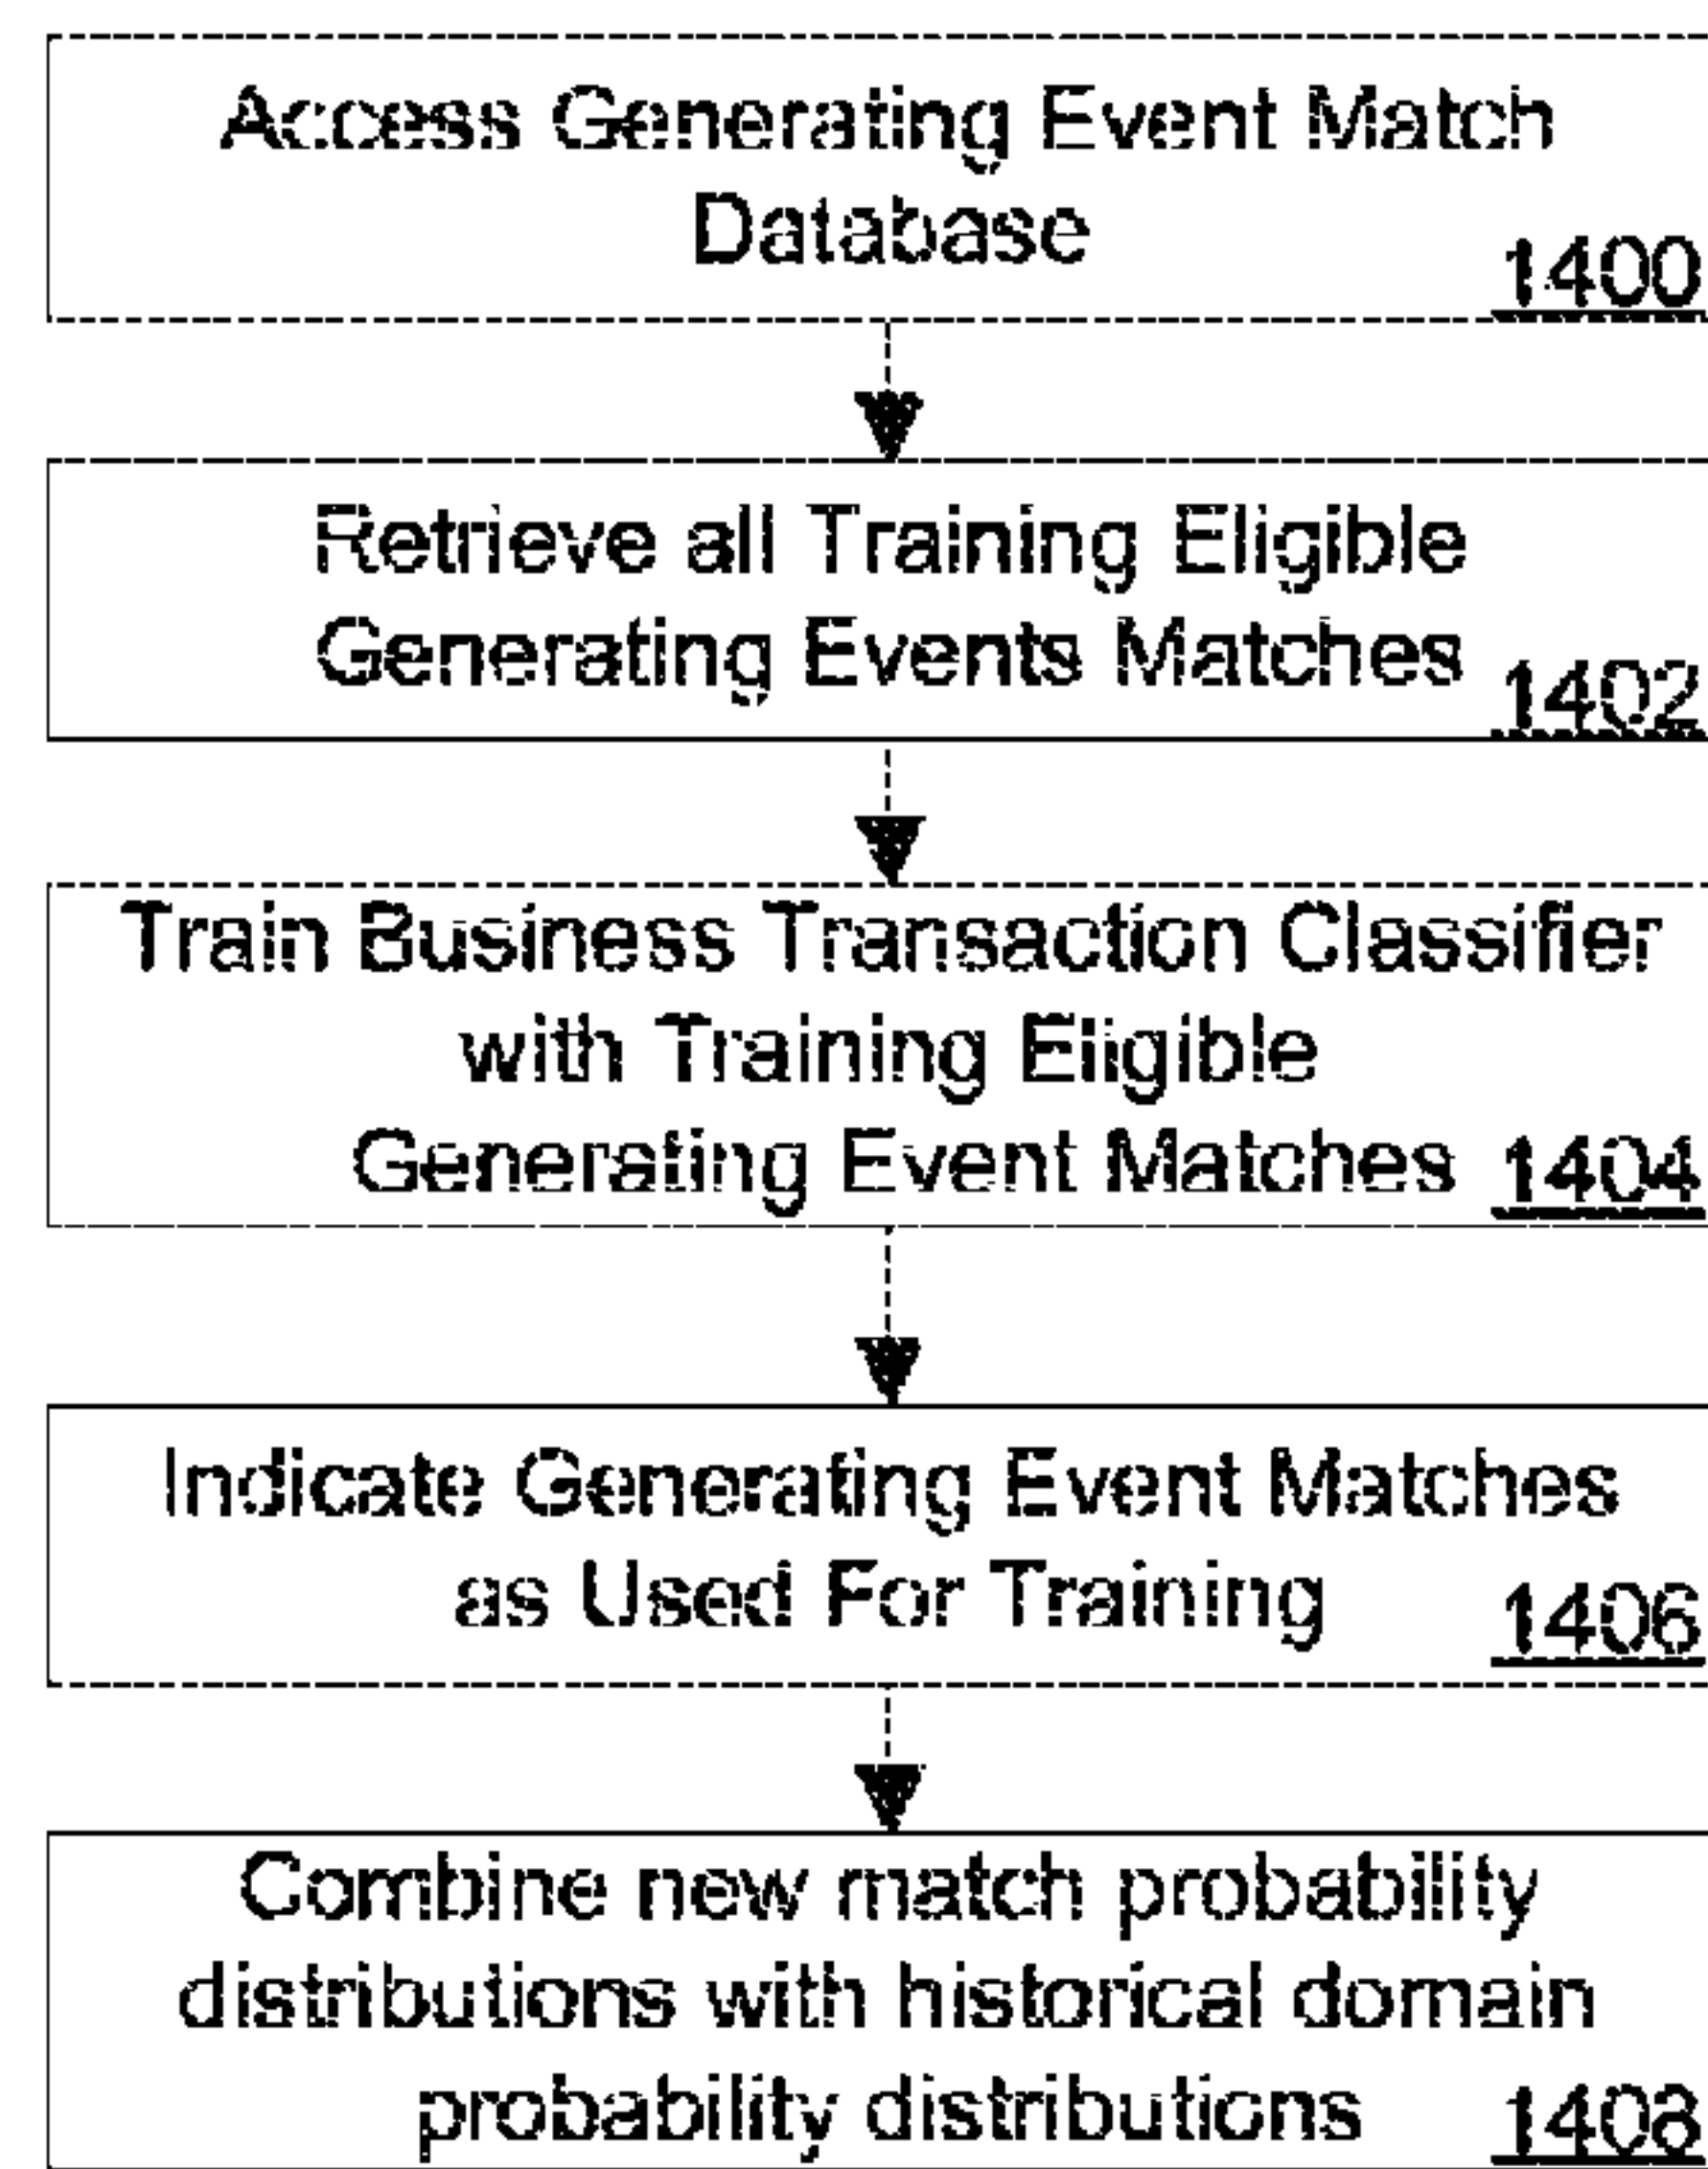 Access Generating Event Match
Database
1400
Retrieve all Training Eligible
Generating Events Matches
1402
Train Business Transaction Classifier
with Training Eligible
Generating Event Matches 1404
Indicate Generating Event Matches
as Used For Training
1406
Combine new match probability
distributions with historical domain
probability distributions
1408